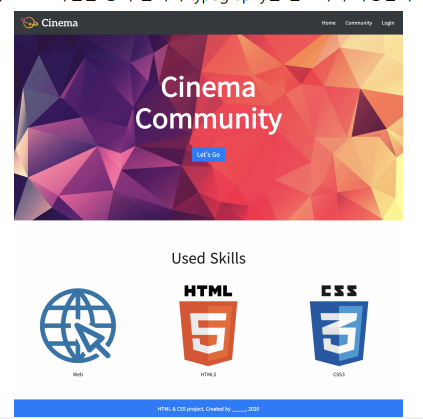 Cinema
Home Community Login
Cinema
Community
Let's Go
Used Skills
HTML
5
CSS
3
Web
HTML5
CSS3
HTML & CSS project. Created by _____, 2020